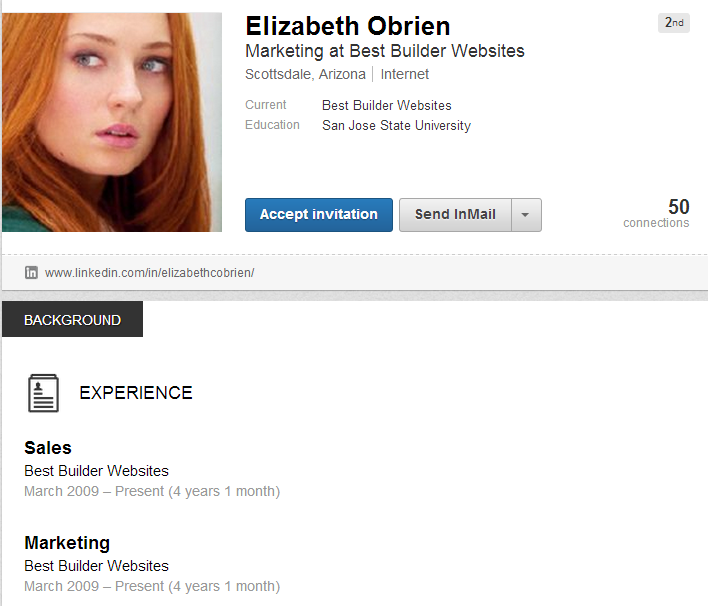 Elizabeth Obrien
2nd
Marketing at Best Builder Websites
Scottsdale, Arizona | Internet
Current Best Builder Websites
Education San Jose State University
Accept invitation
Send InMail
50
connections
in www.linkedin.com/in/elizabethcobrien/
BACKGROUND
EXPERIENCE
Sales
Best Builder Websites
March 2009 – Present (4 years 1 month)
Marketing
Best Builder Websites
March 2009 – Present (4 years 1 month)